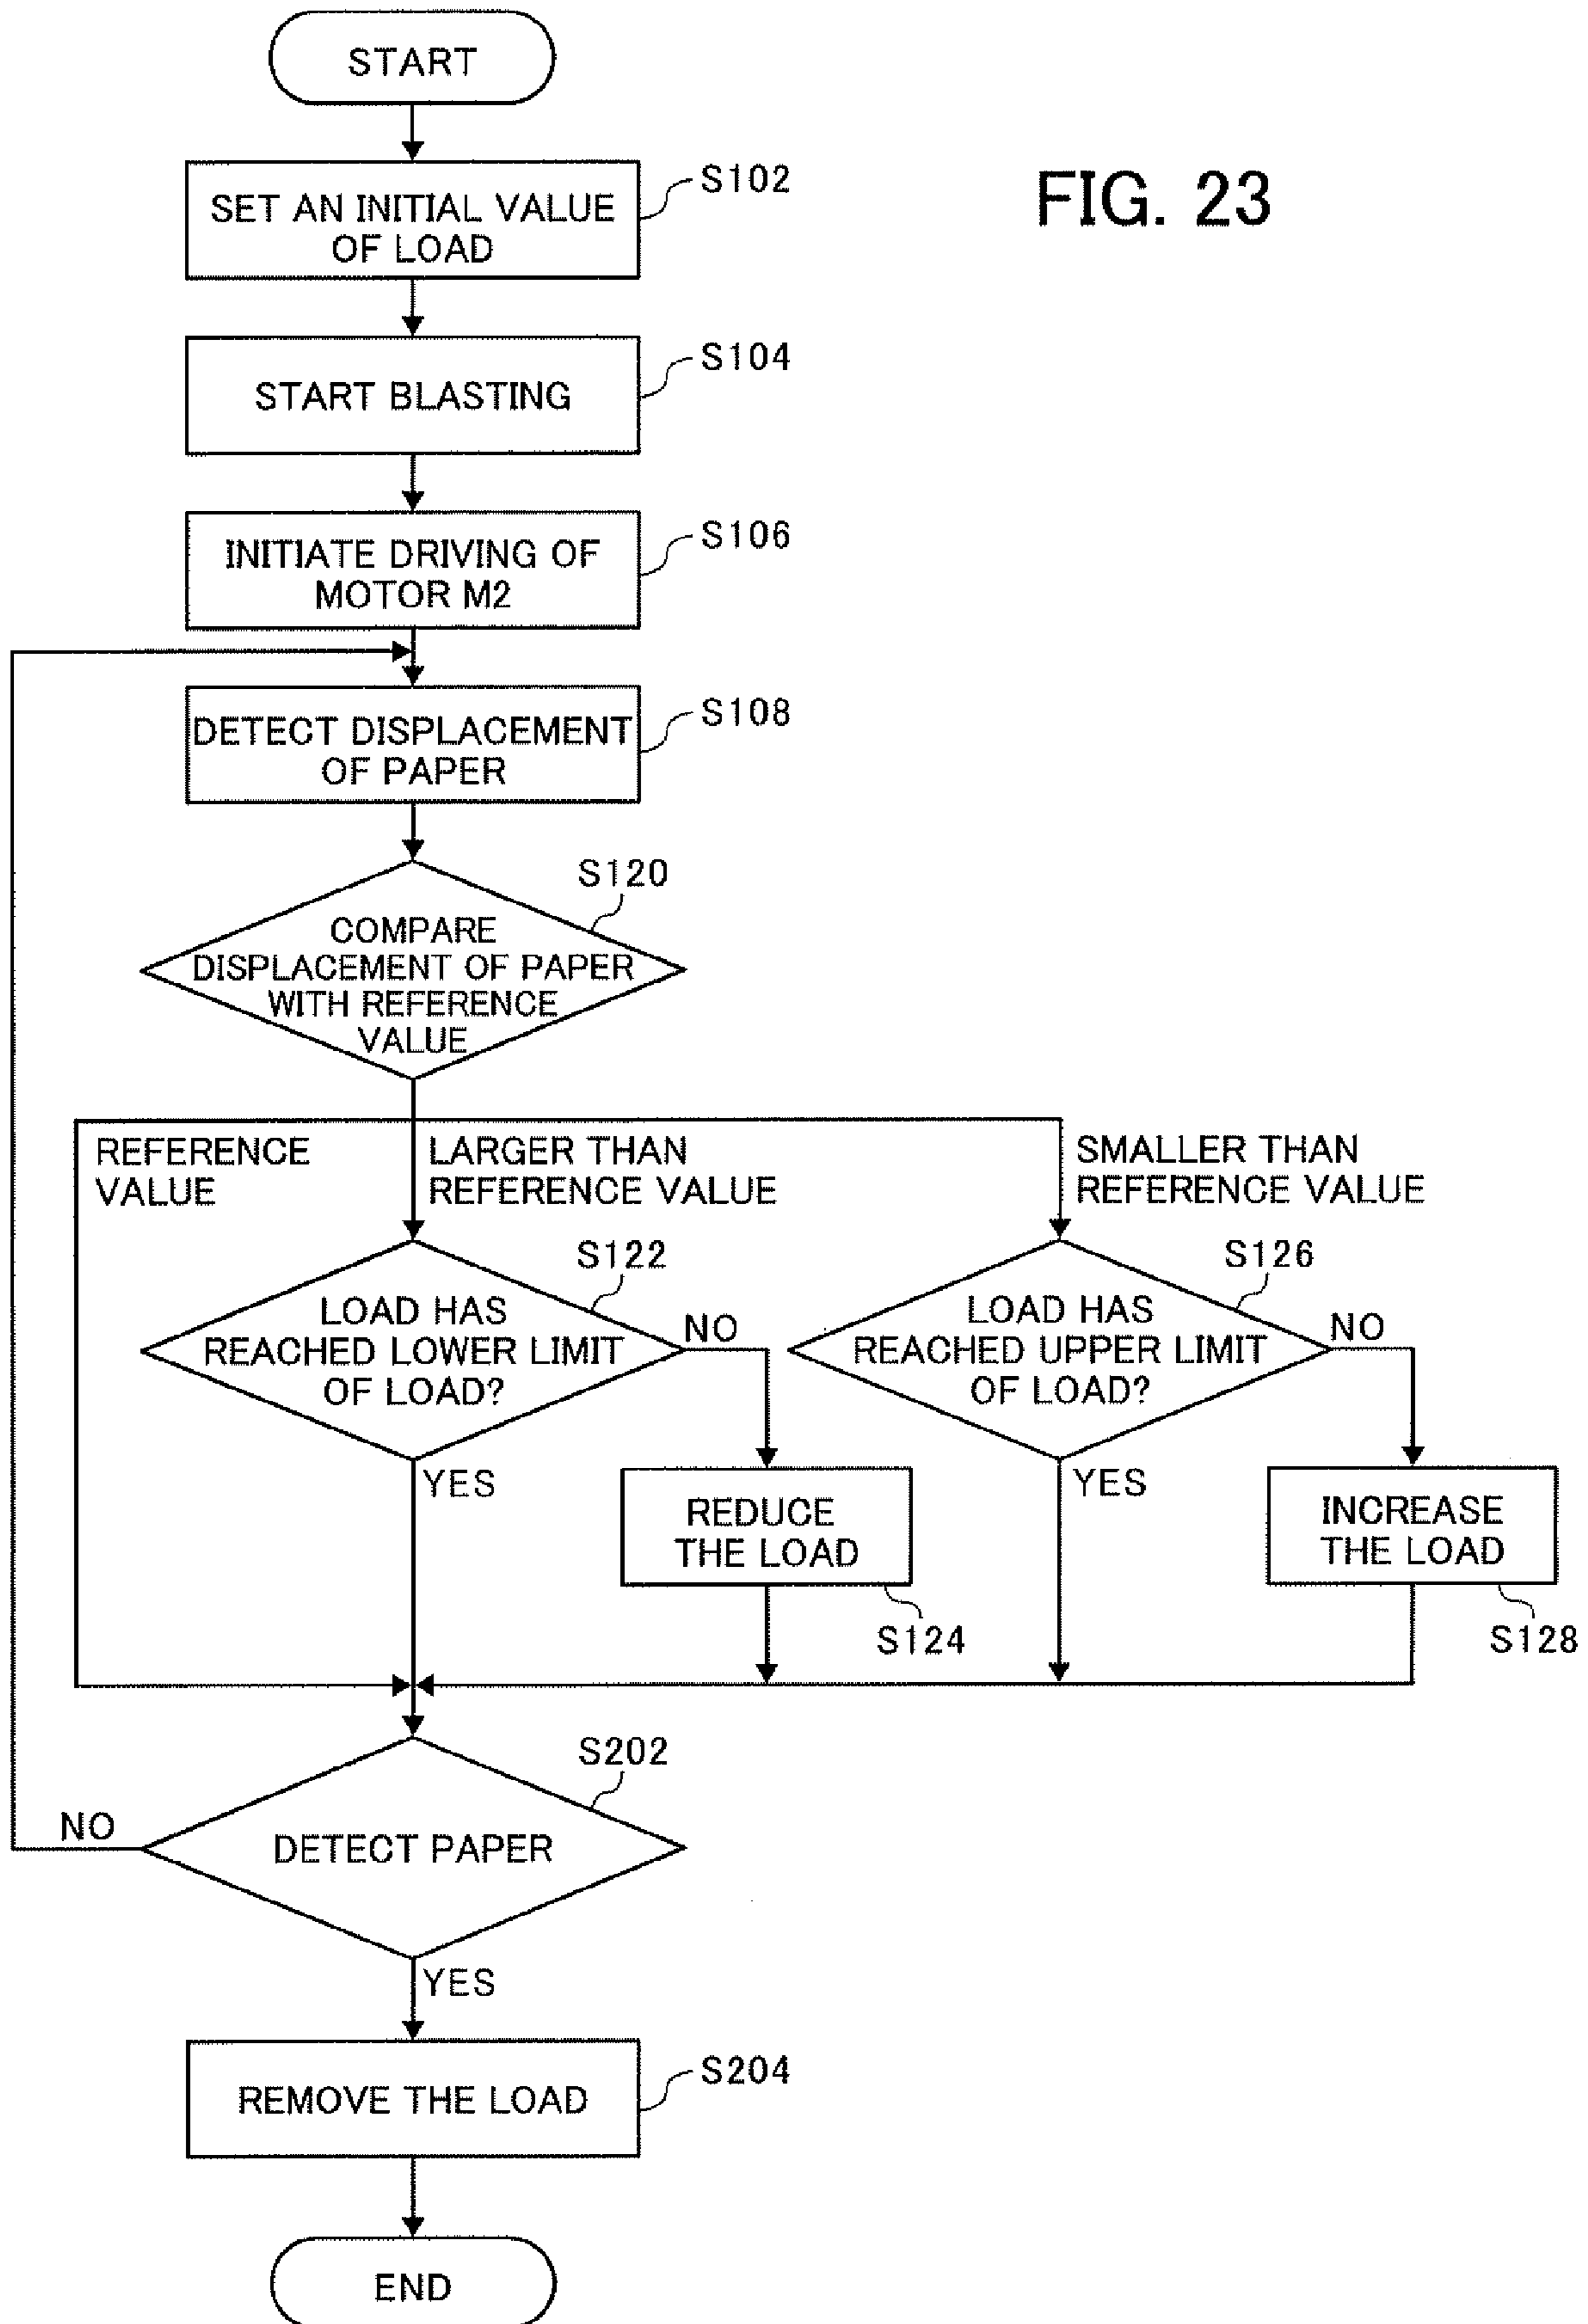 START
FIG. 23
S102
SET AN INITIAL VALUE
OF LOAD
S104
START BLASTING
S106
INITIATE DRIVING OF
MOTOR M2
S108
DETECT DISPLACEMENT
OF PAPER
S120
COMPARE
DISPLACEMENT OF PAPER
WITH REFERENCE
VALUE
REFERENCE
VALUE
LARGER THAN
REFERENCE VALUE
SMALLER THAN
REFERENCE VALUE
S122
LOAD HAS
REACHED LOWER LIMIT
OF LOAD?
NO
YES
S126
LOAD HAS
REACHED UPPER LIMIT
OF LOAD?
NO
YES
REDUCE
THE LOAD
S124
INCREASE
THE LOAD
S128
S202
DETECT PAPER
NO
YES
S204
REMOVE THE LOAD
END